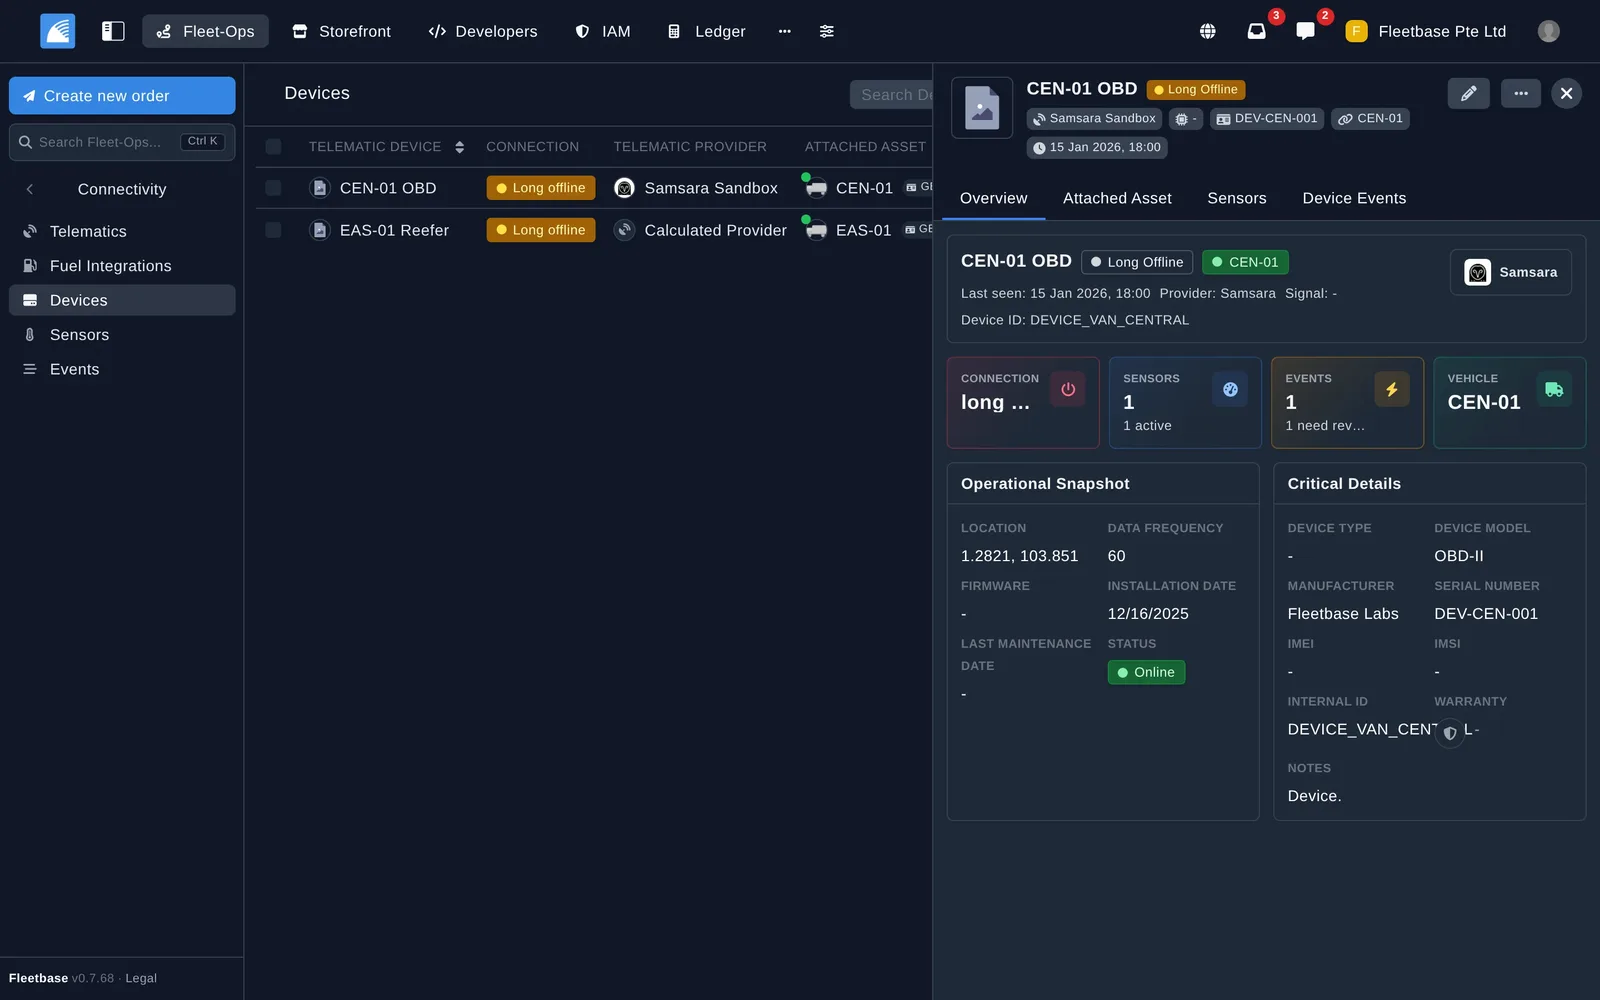 Fleet-Ops
Storefront
Developers
IAM
Ledger
3
2
F
Fleetbase Pte Ltd
Create new order
Search Fleet-Ops...
Ctrl K
Connectivity
Telematics
Fuel Integrations
Devices
Sensors
Events
Fleetbase v0.7.68 · Legal
Devices
Search De
TELEMATIC DEVICE
CONNECTION
TELEMATIC PROVIDER
ATTACHED ASSET
CEN-01 OBD
Long offline
Samsara Sandbox
CEN-01
GE
EAS-01 Reefer
Long offline
Calculated Provider
EAS-01
GE
CEN-01 OBD
Long Offline
Samsara Sandbox
-
DEV-CEN-001
CEN-01
15 Jan 2026, 18:00
Overview
Attached Asset
Sensors
Device Events
CEN-01 OBD
Long Offline
CEN-01
Last seen: 15 Jan 2026, 18:00 Provider: Samsara Signal: -
Device ID: DEVICE_VAN_CENTRAL
Samsara
CONNECTION
long ...
SENSORS
1
1 active
EVENTS
1
1 need rev...
VEHICLE
CEN-01
Operational Snapshot
LOCATION
1.2821, 103.851
DATA FREQUENCY
60
FIRMWARE
-
INSTALLATION DATE
12/16/2025
LAST MAINTENANCE
DATE
-
STATUS
Online
Critical Details
DEVICE TYPE
-
DEVICE MODEL
OBD-II
MANUFACTURER
Fleetbase Labs
SERIAL NUMBER
DEV-CEN-001
IMEI
-
IMSI
-
INTERNAL ID
DEVICE_VAN_CENTRAL
WARRANTY
-
NOTES
Device.